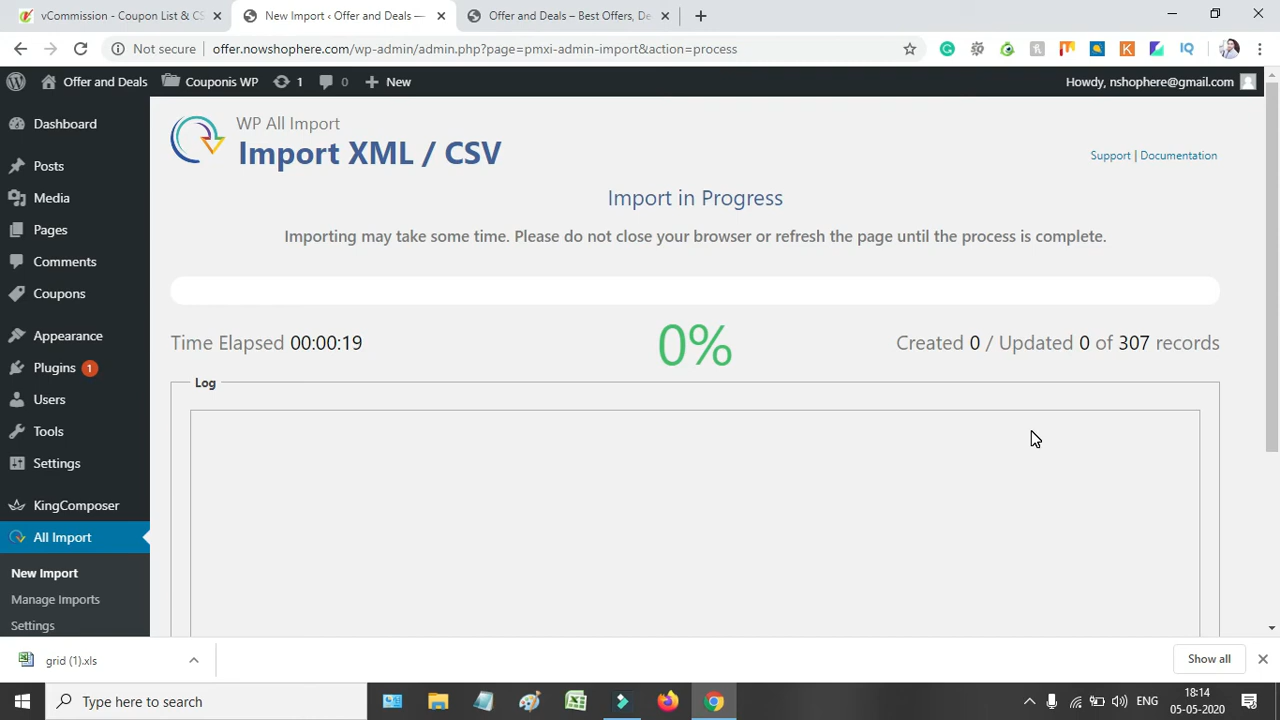 vCommission - Coupon List & CS
New Import ‹ Offer and Deals —
Offer and Deals – Best Offers, De
Not secure
offer.nowshophere.com/wp-admin/admin.php?page=pmxi-admin-import&action=process
Offer and Deals
Couponis WP
1
0
New
Howdy, nshophere@gmail.com
Dashboard
Posts
Media
Pages
Comments
Coupons
Appearance
Plugins 1
Users
Tools
Settings
KingComposer
All Import
New Import
Manage Imports
Settings
WP All Import
Import XML / CSV
Support | Documentation
Import in Progress
Importing may take some time. Please do not close your browser or refresh the page until the process is complete.
Time Elapsed 00:00:19
0%
Created 0 / Updated 0 of 307 records
Log
grid (1).xls
Show all
Type here to search
ENG
18:14
05-05-2020